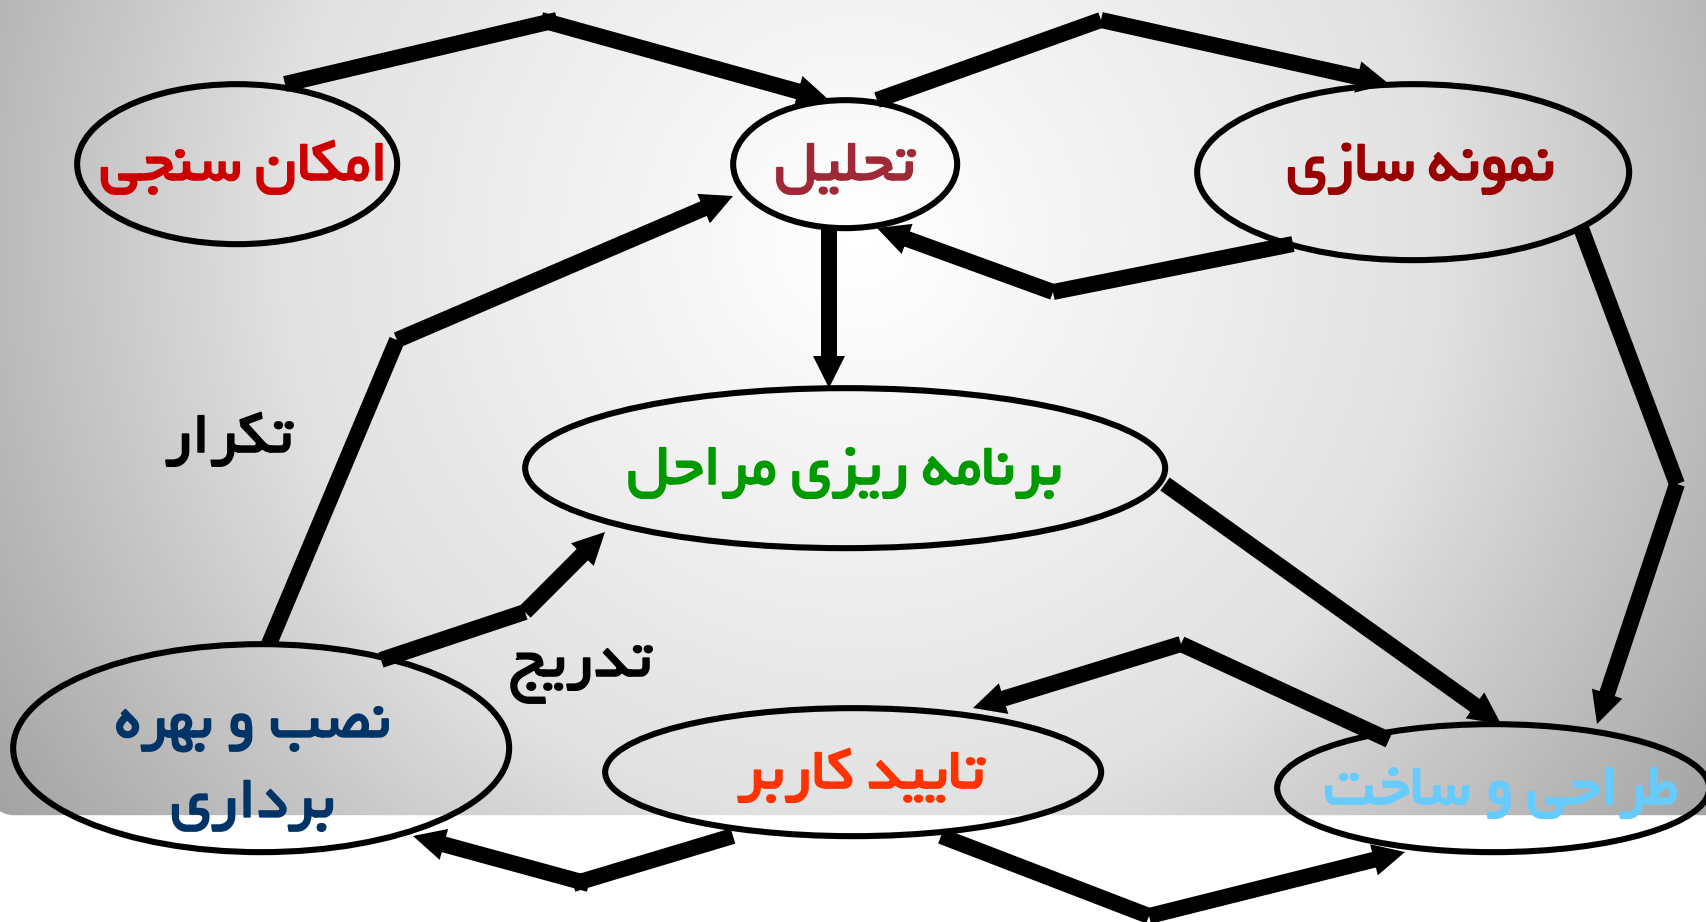 نمونه سازی
تحلیل
امکان سنجی
تکرار
برنامه ریزی مراحل
تدریج
نصب و بهره
برداری
تایید کاربر
طراحی و ساخت